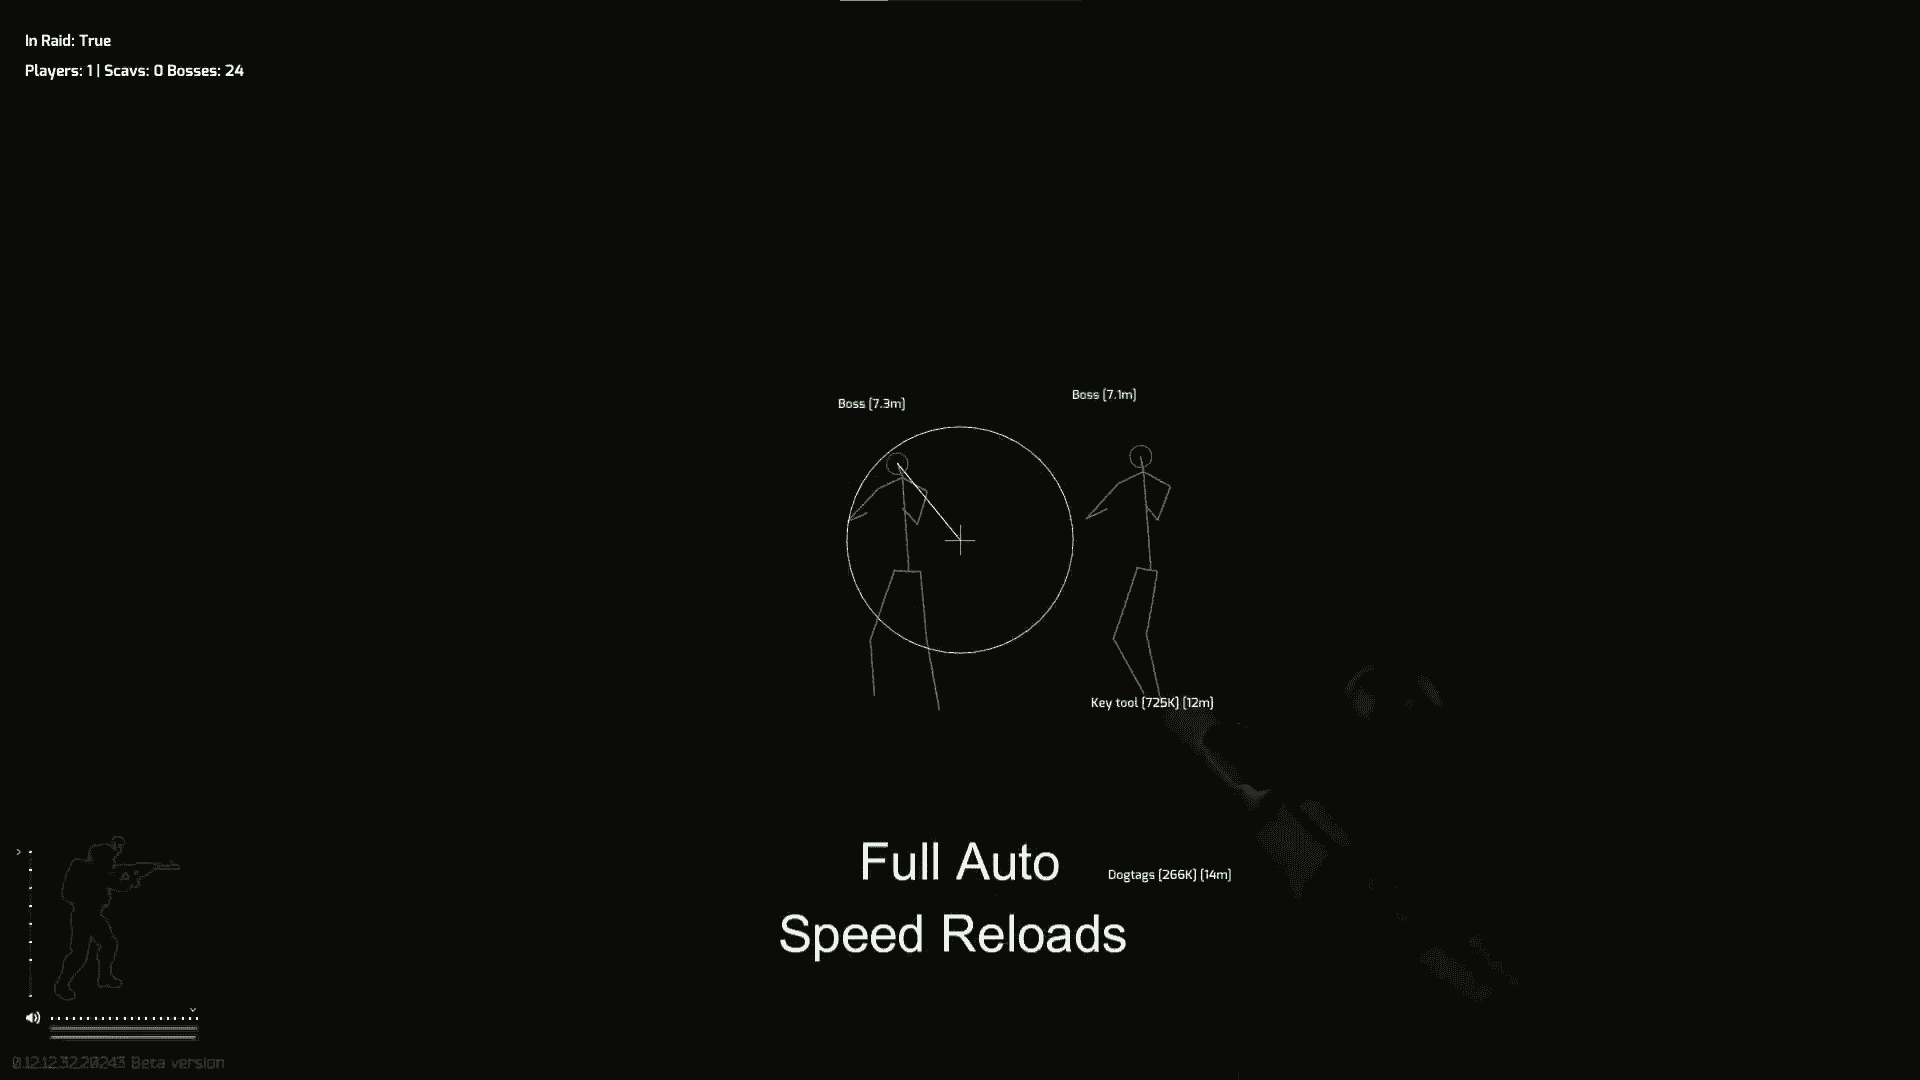 In Raid: True
Players: 1 | Scavs: 0 Bosses: 24
Boss [7.3m]
Boss [7.1m]
Key tool [725K] [12m]
Full Auto
Dogtags [266K] [14m]
Speed Reloads
Beta version